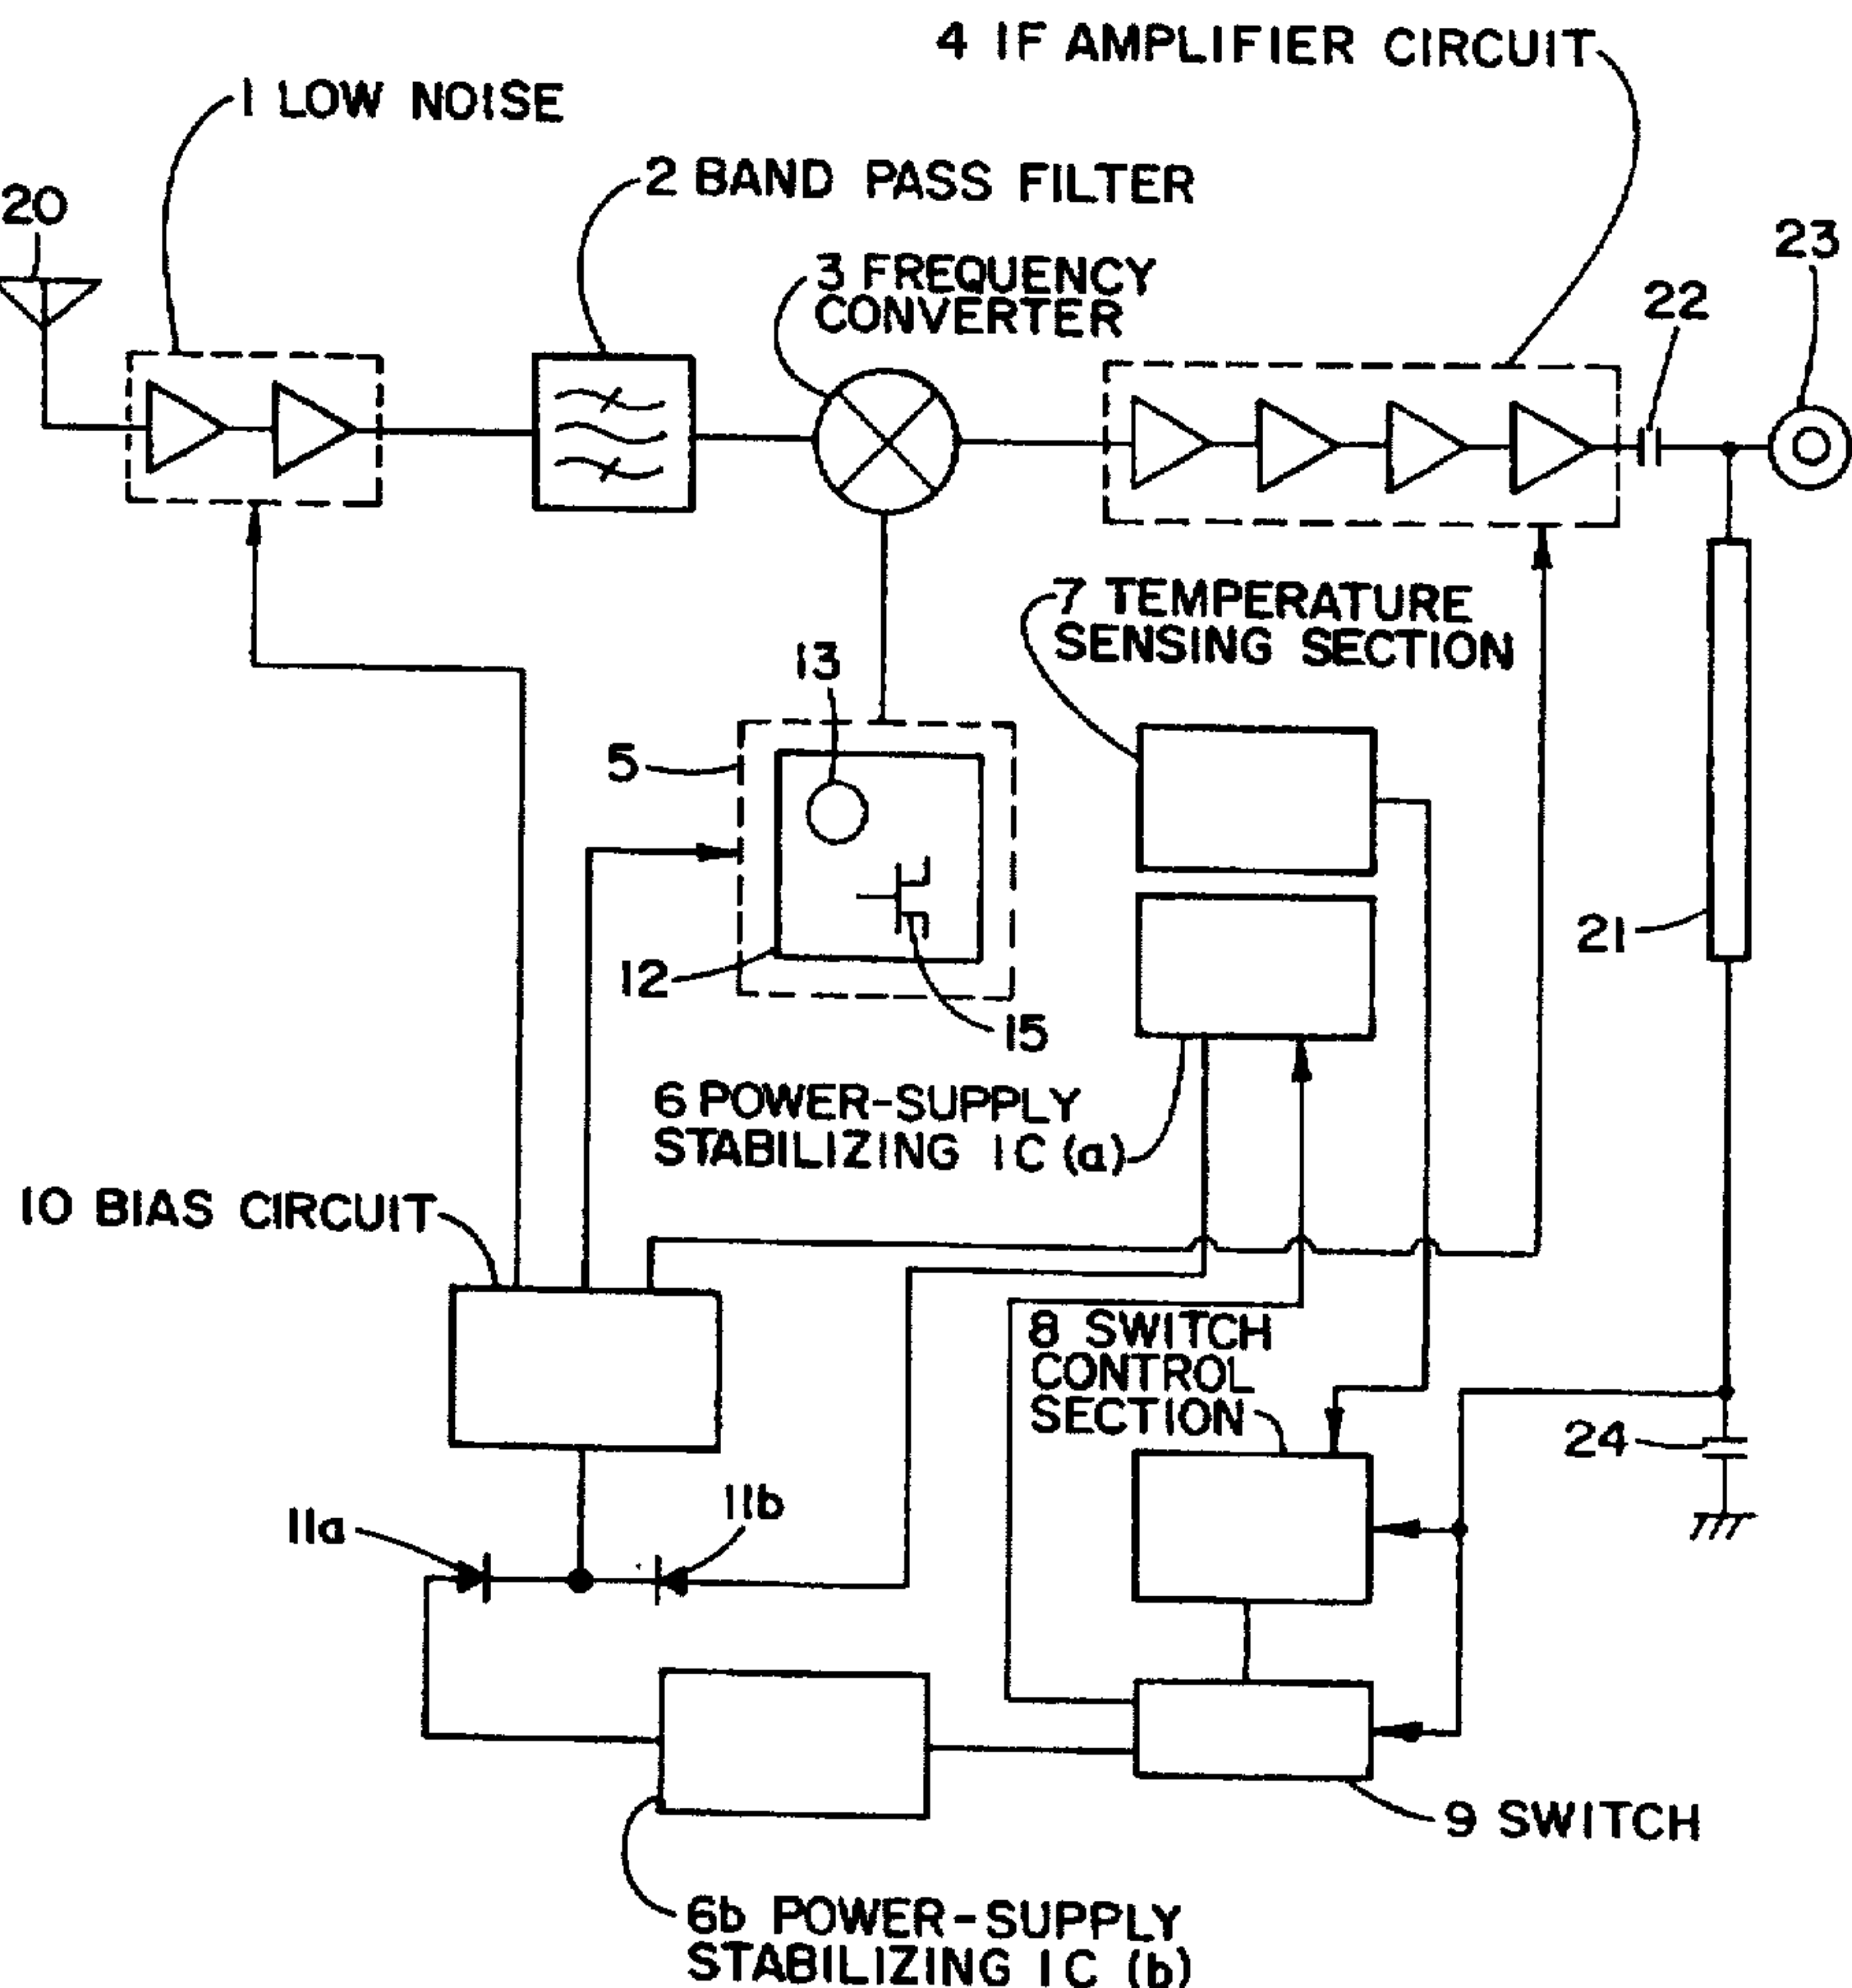 4 IF AMPLIFIER CIRCUIT
1 LOW NOISE
2 BAND PASS FILTER
20
23
3 FREQUENCY
CONVERTER
22
7 TEMPERATURE
SENSING SECTION
13
5
21
12
15
6 POWER-SUPPLY
STABILIZING IC (a)
10 BIAS CIRCUIT
8 SWITCH
CONTROL
SECTION
24
11b
11a
9 SWITCH
6b POWER-SUPPLY
STABILIZING IC (b)